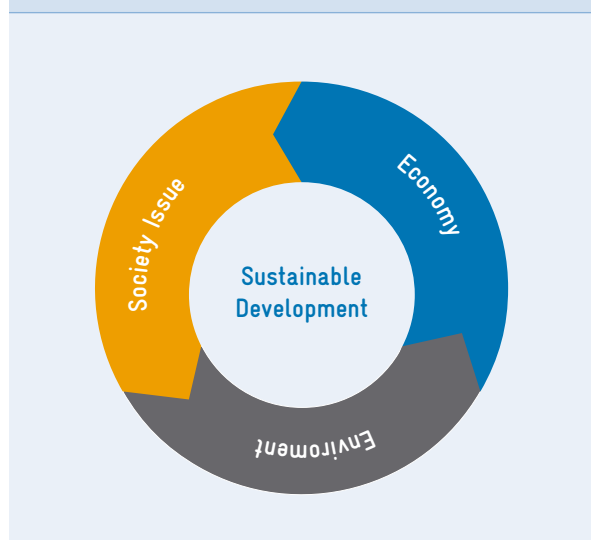 Society Issue
Economy
Sustainable
Development
Enviroment